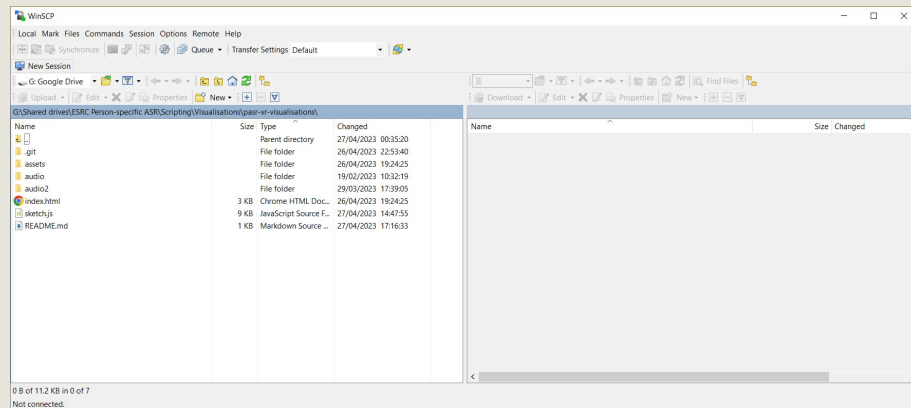 WinSCP
Local Mark Files Commands Session Options Remote Help
Synchronize Queue Transfer Settings Default
New Session
G: Google Drive Find Files
Upload Edit Properties New Download Edit Properties New
G:\Shared drives\ESRC Person-specific ASR\Scripting\Visualisations\pasr-vr-visualisations\
Name Size Type Changed Name Size Changed
.. Parent directory 27/04/2023 00:35:20
.git File folder 26/04/2023 22:53:40
assets File folder 26/04/2023 19:24:25
audio File folder 19/02/2023 10:32:19
audio2 File folder 29/03/2023 17:39:05
index.html 3 KB Chrome HTML Doc... 26/04/2023 19:24:25
sketch.js 9 KB JavaScript Source F... 27/04/2023 14:47:55
README.md 1 KB Markdown Source ... 27/04/2023 17:16:33
0 B of 11.2 KB in 0 of 7
Not connected.